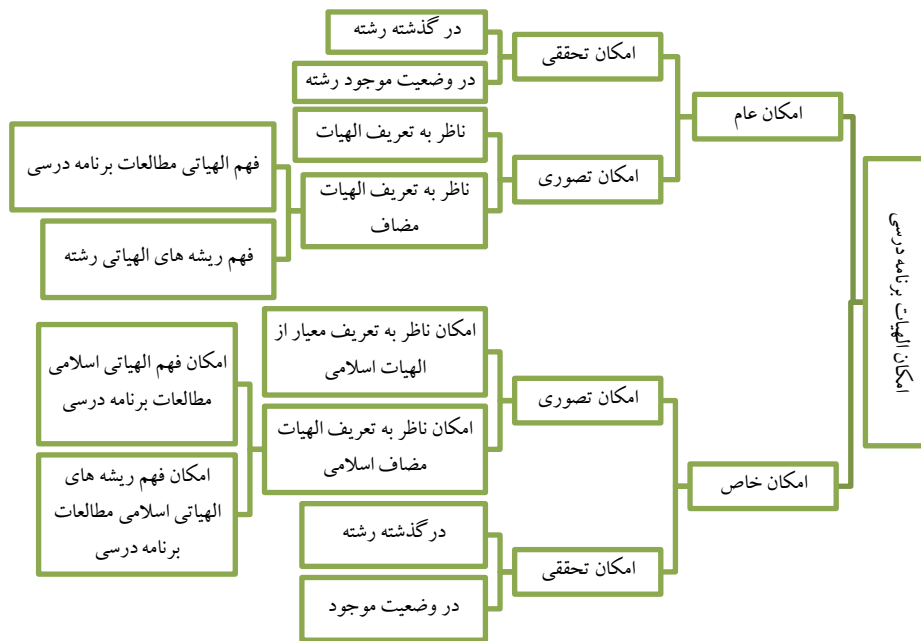 امکان الهیات برنامه درسی
امکان عام
امکان تحققی
در گذشته رشته
در وضعیت موجود رشته
امکان تصوری
ناظر به تعریف الهیات
ناظر به تعریف الهیات
مضاف
فهم الهیاتی مطالعات برنامه درسی
فهم ریشه های الهیاتی رشته
امکان خاص
امکان تصوری
امکان ناظر به تعریف معیار از
الهیات اسلامی
امکان ناظر به تعریف الهیات
مضاف اسلامی
امکان فهم الهیاتی اسلامی
مطالعات برنامه درسی
امکان فهم ریشه های
الهیاتی اسلامی مطالعات
برنامه درسی
امکان تحققی
در گذشته رشته
در وضعیت موجود